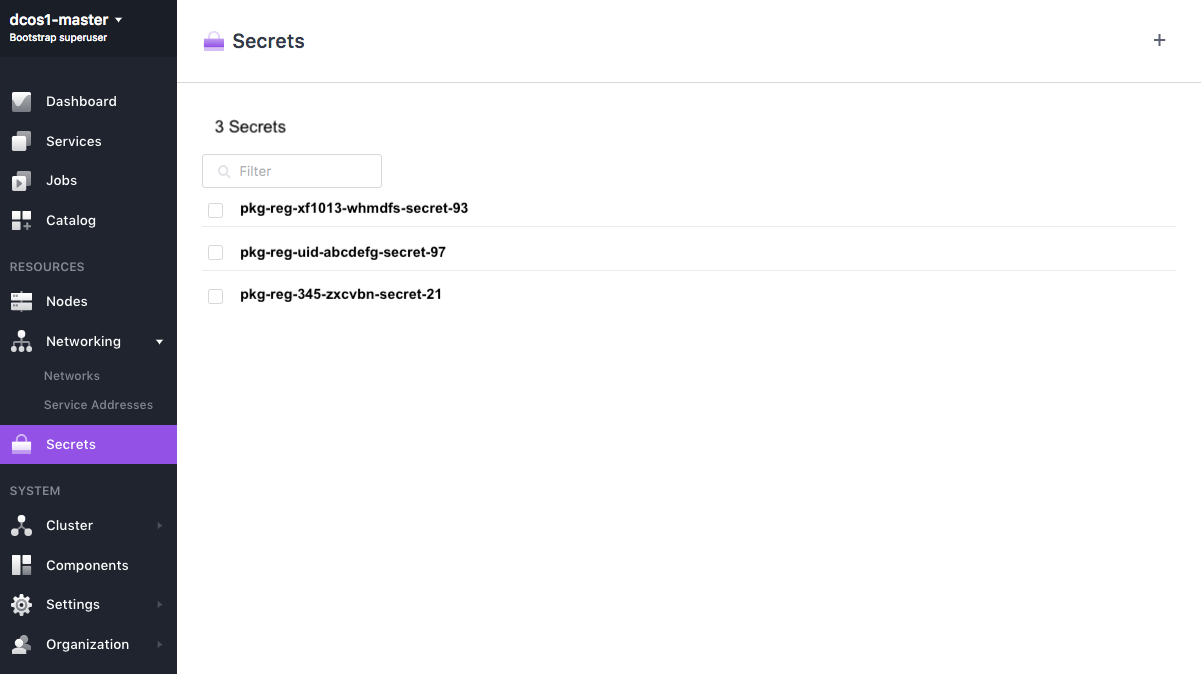 dcos1-master
Bootstrap superuser
Dashboard
Services
Jobs
Catalog
RESOURCES
Nodes
Networking
Networks
Service Addresses
Secrets
SYSTEM
Cluster
Components
Settings
Organization
Secrets
+
3 Secrets
Filter
pkg-reg-xf1013-whmdfs-secret-93
pkg-reg-uid-abcdefg-secret-97
pkg-reg-345-zxcvbn-secret-21